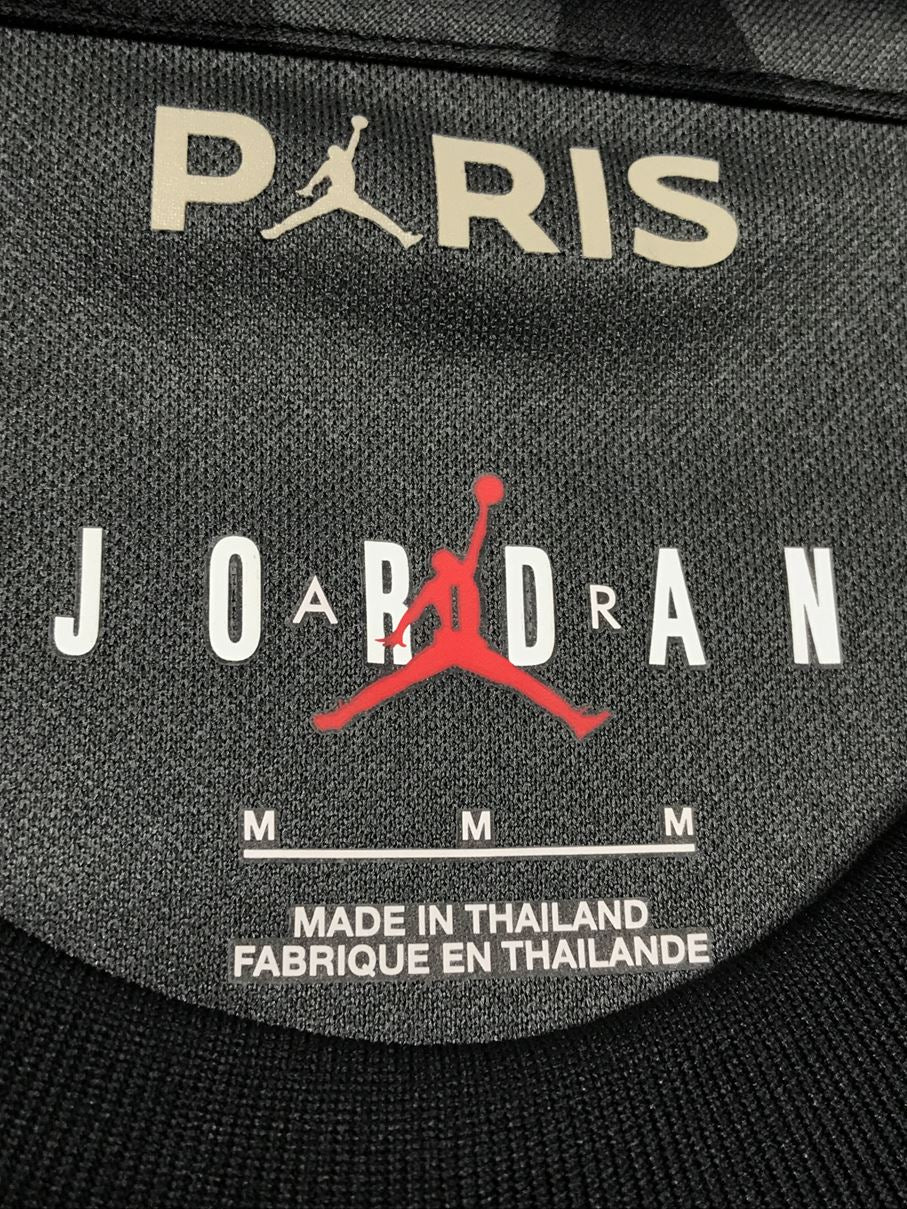 PARIS
JORDAN
A R
M M M
MADE IN THAILAND
FABRIQUE EN THAILANDE